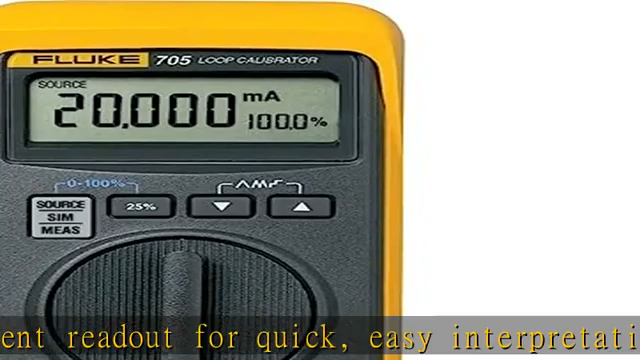 FLUKE 705 LOOP CALIBRATOR
SOURCE
20.000 mA
100.0%
0-100%
SOURCE
SIM
MEAS
25%
ent readout for quick, easy interpretati